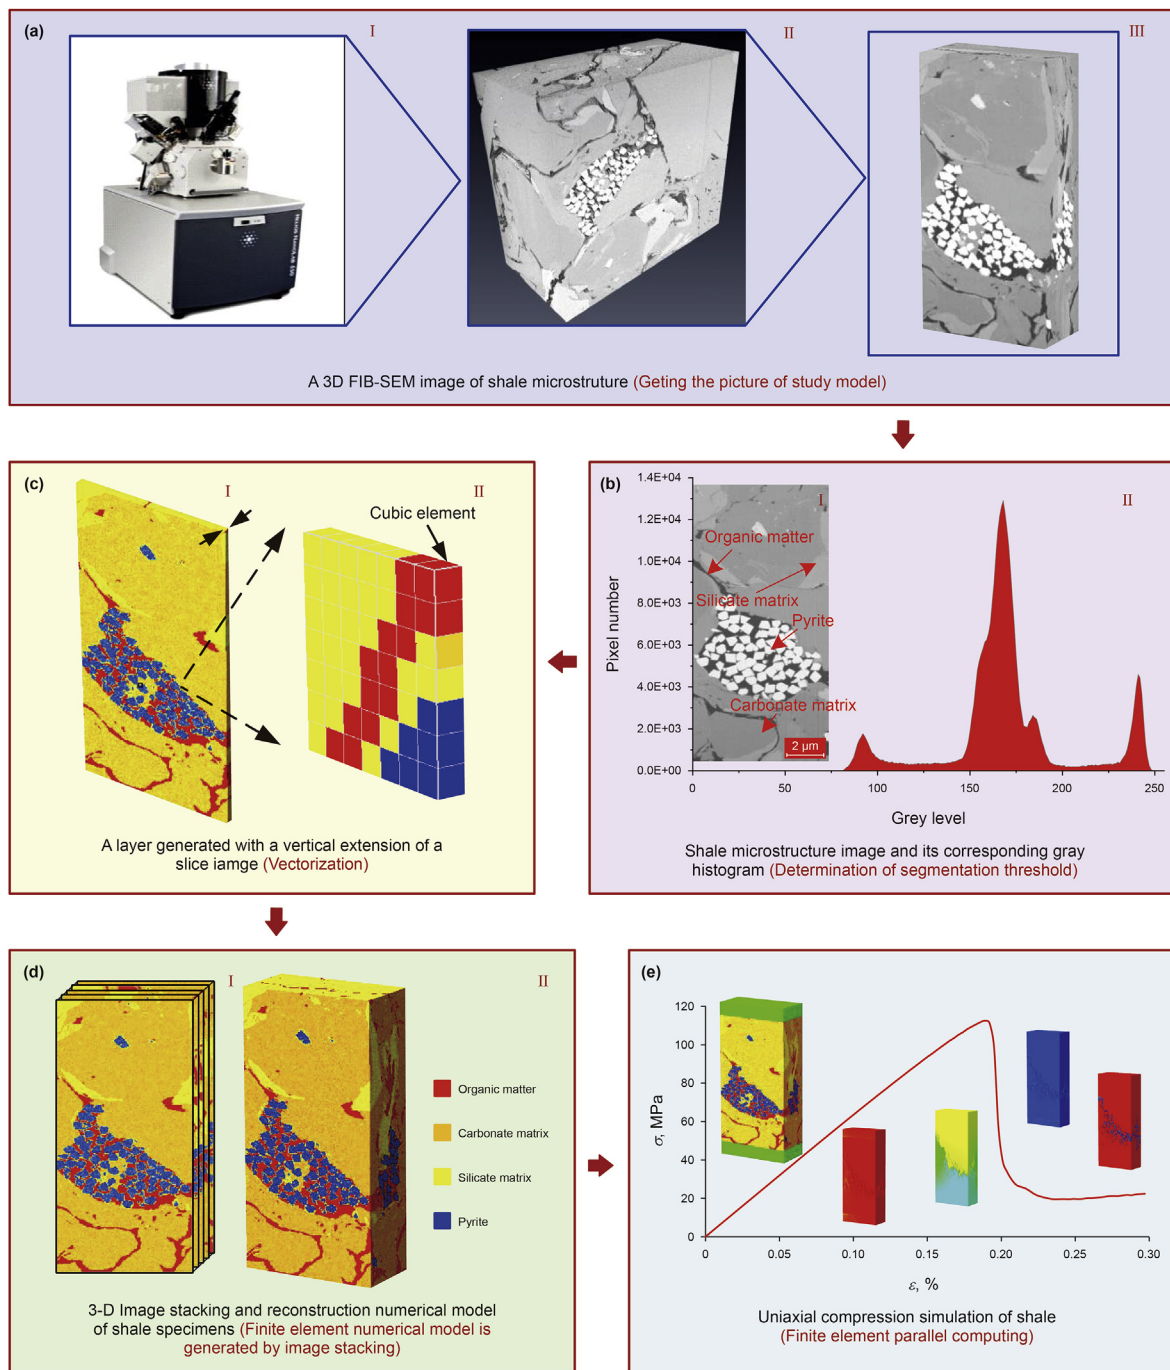 (a)
I
II
III
HELIOS NANOLAB 650
A 3D FIB-SEM image of shale microstruture (Geting the picture of study model)
(b)
I
II
1.4E+04
1.2E+04
1.0E+04
8.0E+03
6.0E+03
4.0E+03
2.0E+03
0.0E+00
Pixel number
Organic matter
Silicate matrix
Pyrite
Carbonate matrix
2 μm
0
50
100
150
200
250
Grey level
Shale microstructure image and its corresponding gray
histogram (Determination of segmentation threshold)
(c)
I
II
Cubic element
A layer generated with a vertical extension of a
slice iamge (Vectorization)
(d)
I
II
Organic matter
Carbonate matrix
Silicate matrix
Pyrite
3-D Image stacking and reconstruction numerical model
of shale specimens (Finite element numerical model is
generated by image stacking)
(e)
120
100
80
60
40
20
0
σ, MPa
0
0.05
0.10
0.15
0.20
0.25
0.30
ε, %
Uniaxial compression simulation of shale
(Finite element parallel computing)